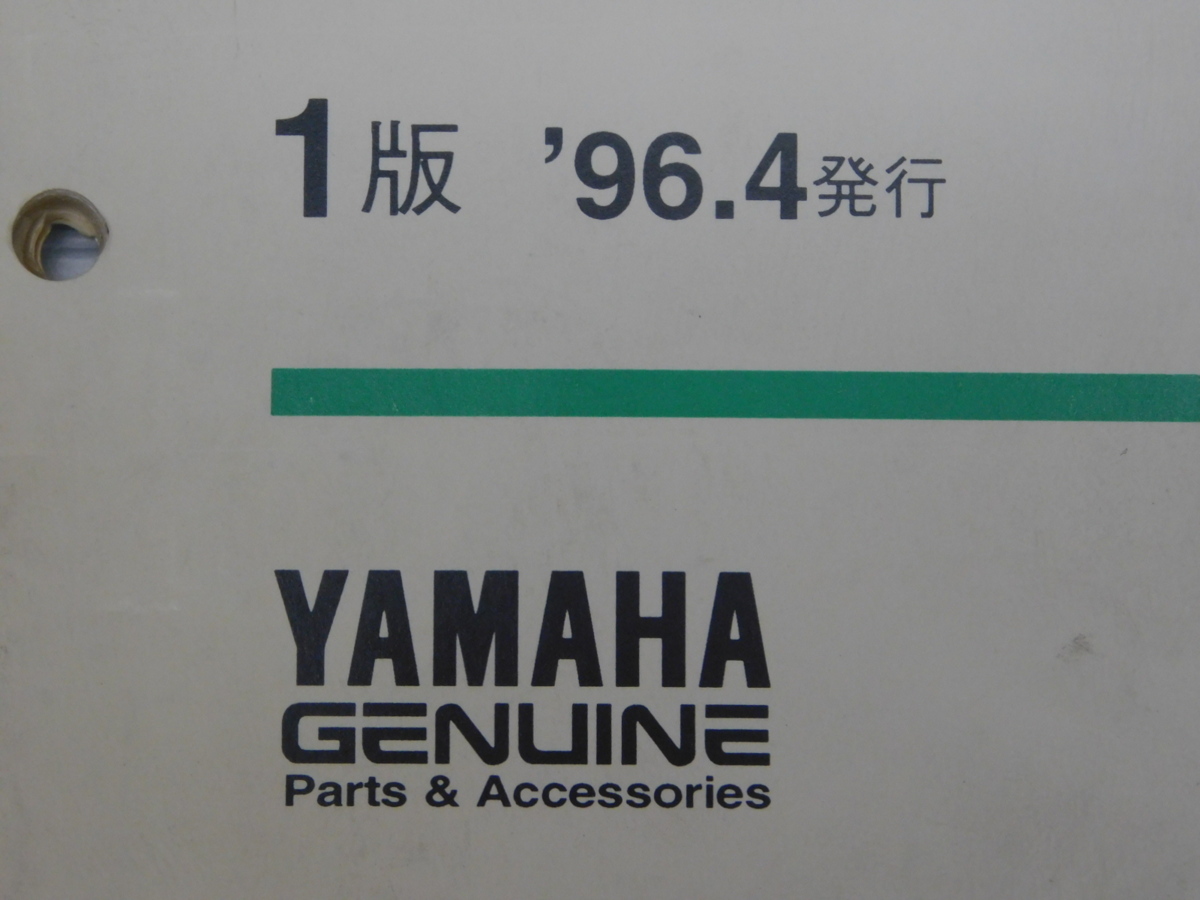 1版 ’96.4発行
YAMAHA
GENUINE
Parts & Accessories